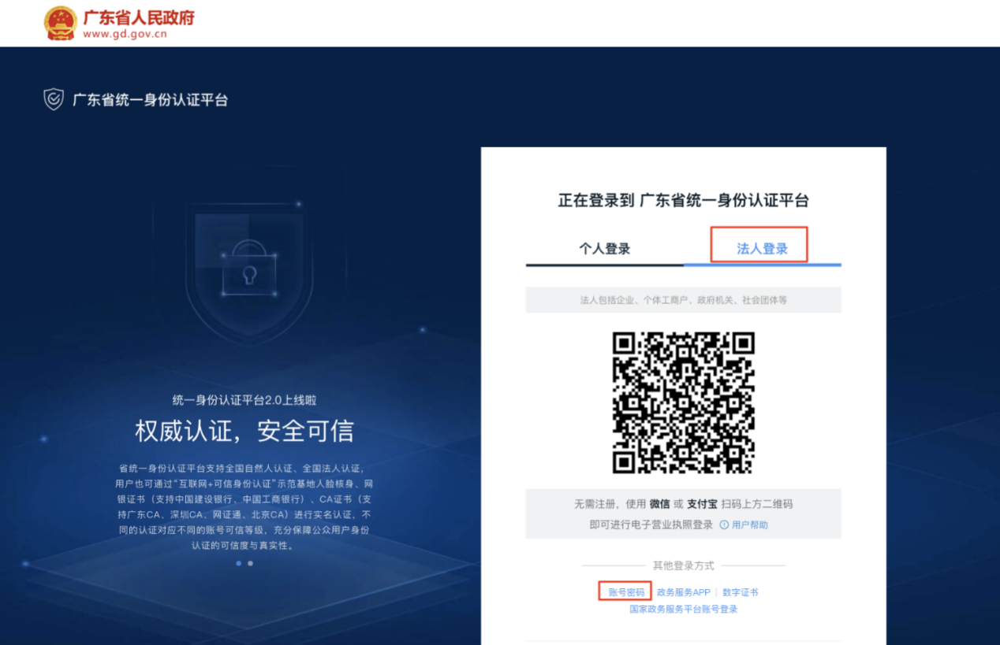 广东省人民政府
www.gd.gov.cn
广东省统一身份认证平台
统一身份认证平台2.0上线啦
权威认证，安全可信
省统一身份认证平台支持全国自然人认证、全国法人认证，
用户也可通过“互联网+可信身份认证”示范基地人脸核身、网
银证书（支持中国建设银行、中国工商银行）、CA证书（支
持广东CA、深圳CA、网证通、北京CA）进行实名认证，不
同的认证对应不同的账号可信等级，充分保障公众用户身份
认证的可信度与真实性。
正在登录到 广东省统一身份认证平台
个人登录 法人登录
法人包括企业、个体工商户、政府机关、社会团体等
无需注册，使用 微信 或 支付宝 扫码上方二维码
即可进行电子营业执照登录 用户帮助
其他登录方式
账号密码 政务服务APP | 数字证书
国家政务服务平台账号登录